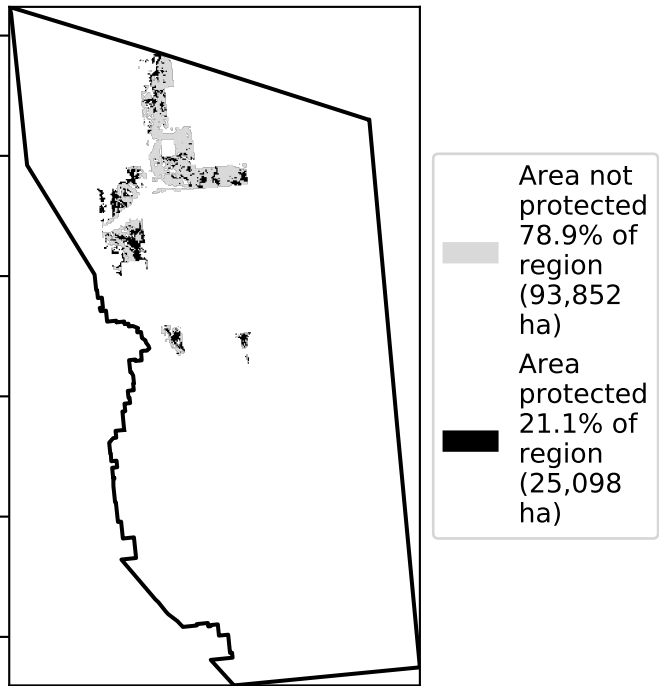 Area not
protected
78.9% of
region
(93,852
ha)
Area
protected
21.1% of
region
(25,098
ha)